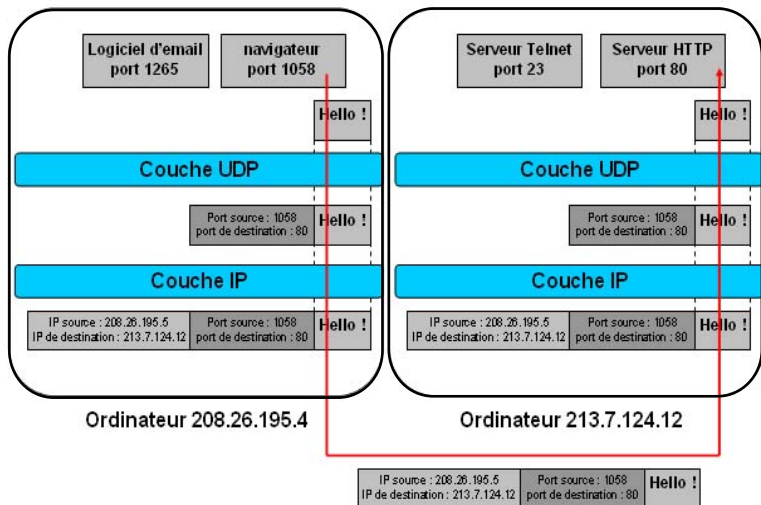 Logiciel d'email
port 1265
navigateur
port 1058
Hello !
Couche UDP
Port source : 1058
port de destination : 80
Hello !
Couche IP
IP source : 208.26.195.5
IP de destination : 213.7.124.12
Port source : 1058
port de destination : 80
Hello !
Ordinateur 208.26.195.4
Serveur Telnet
port 23
Serveur HTTP
port 80
Hello !
Couche UDP
Port source : 1058
port de destination : 80
Hello !
Couche IP
IP source : 208.26.195.5
IP de destination : 213.7.124.12
Port source : 1058
port de destination : 80
Hello !
Ordinateur 213.7.124.12
IP source : 208.26.195.5
IP de destination : 213.7.124.12
Port source : 1058
port de destination : 80
Hello !